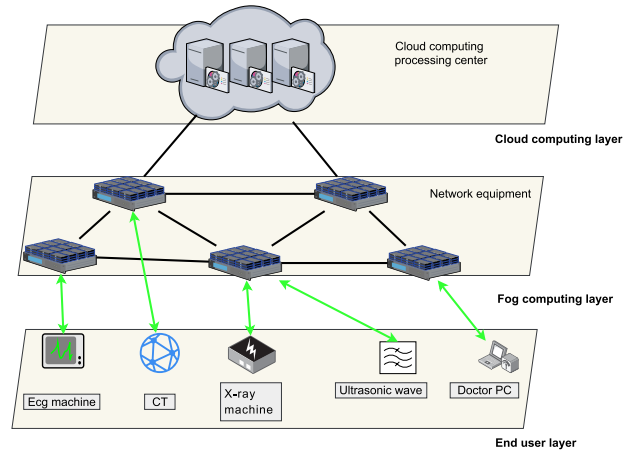 Cloud computing
processing center
Cloud computing layer
Network equipment
Fog computing layer
Ecg machine
CT
X-ray
machine
Ultrasonic wave
Doctor PC
End user layer